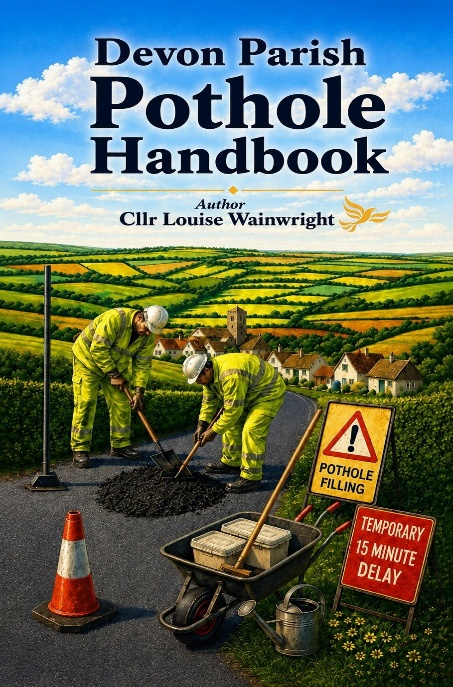 Devon Parish
Pothole
Handbook
Author
Cllr Louise Wainwright
POTHOLE
FILLING
TEMPORARY
15 MINUTE
DELAY